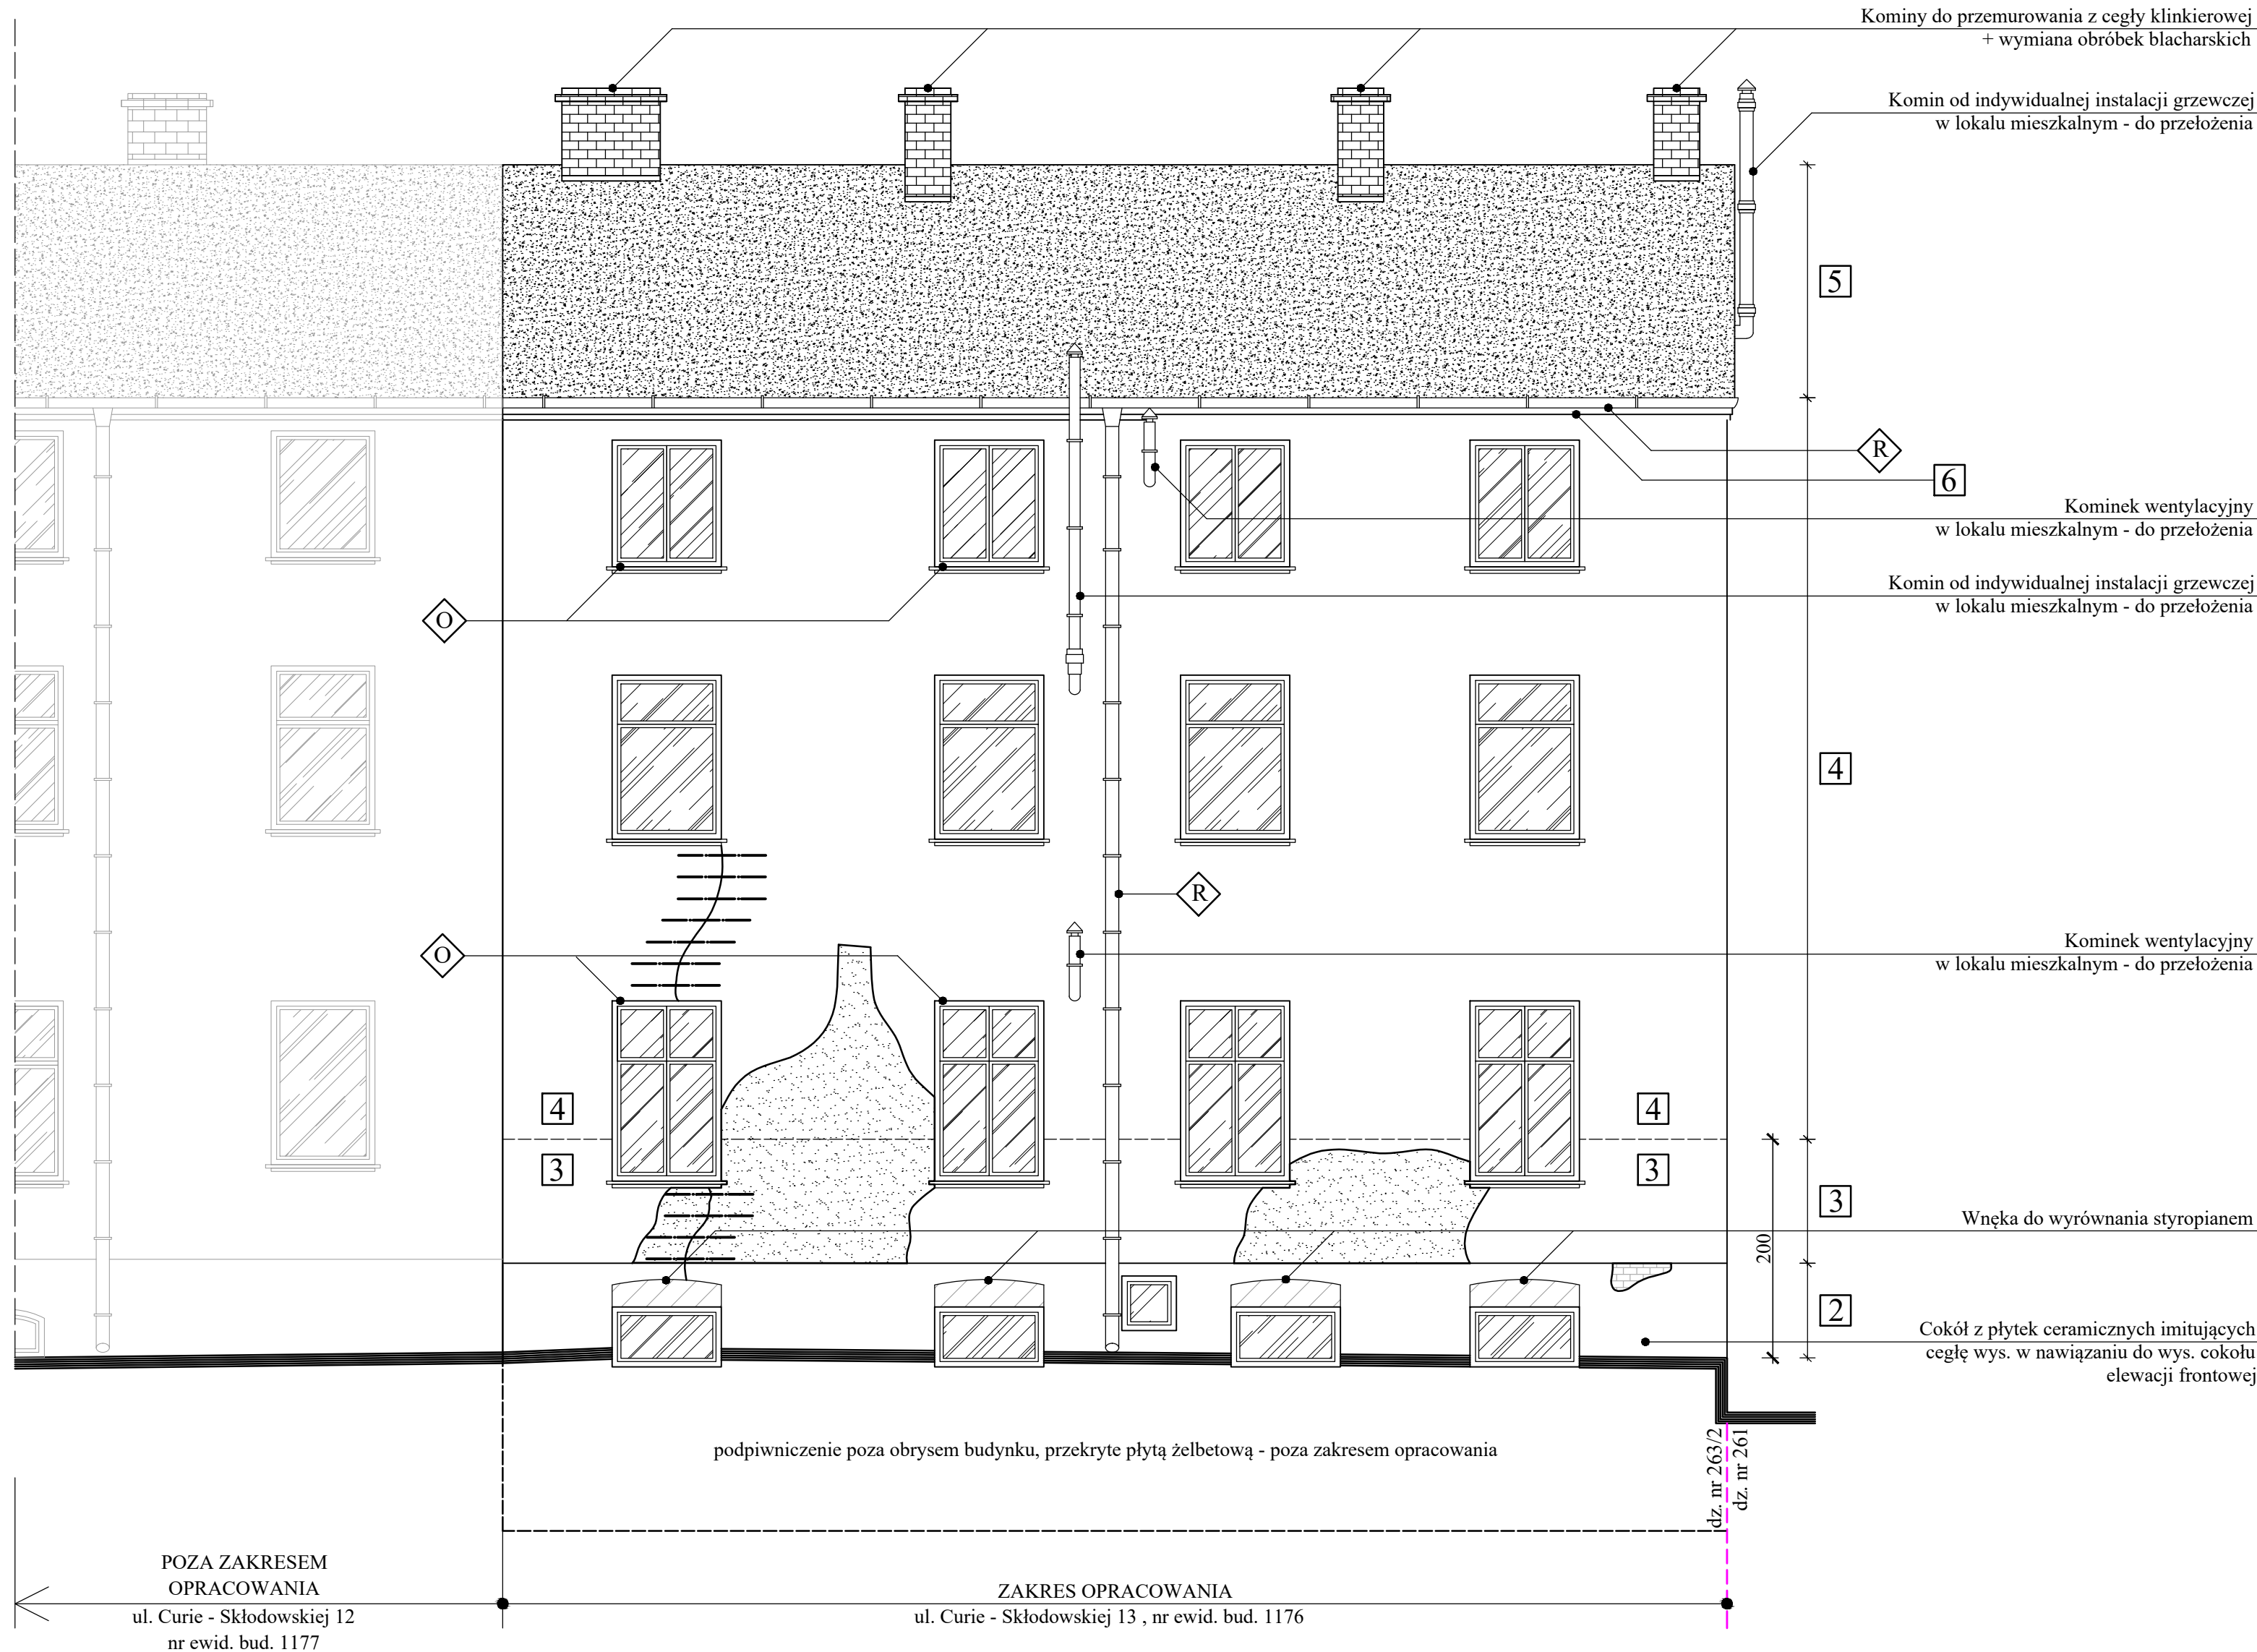 Kominy do przemurowania z cegły klinkierowej
+ wymiana obróbek blacharskich
Komin od indywidualnej instalacji grzewczej
w lokalu mieszkalnym - do przełożenia
5
R
6
Kominek wentylacyjny
w lokalu mieszkalnym - do przełożenia
Komin od indywidualnej instalacji grzewczej
w lokalu mieszkalnym - do przełożenia
O
4
R
O
Kominek wentylacyjny
w lokalu mieszkalnym - do przełożenia
4
4
3
3
3
Wnęka do wyrównania styropianem
200
2
Cokół z płytek ceramicznych imitujących
cegłę wys. w nawiązaniu do wys. cokołu
elewacji frontowej
podpiwniczenie poza obrysem budynku, przekryte płytą żelbetową - poza zakresem opracowania
dz. nr 263/2
dz. nr 261
POZA ZAKRESEM
OPRACOWANIA
ul. Curie - Skłodowskiej 12
nr ewid. bud. 1177
ZAKRES OPRACOWANIA
ul. Curie - Skłodowskiej 13 , nr ewid. bud. 1176